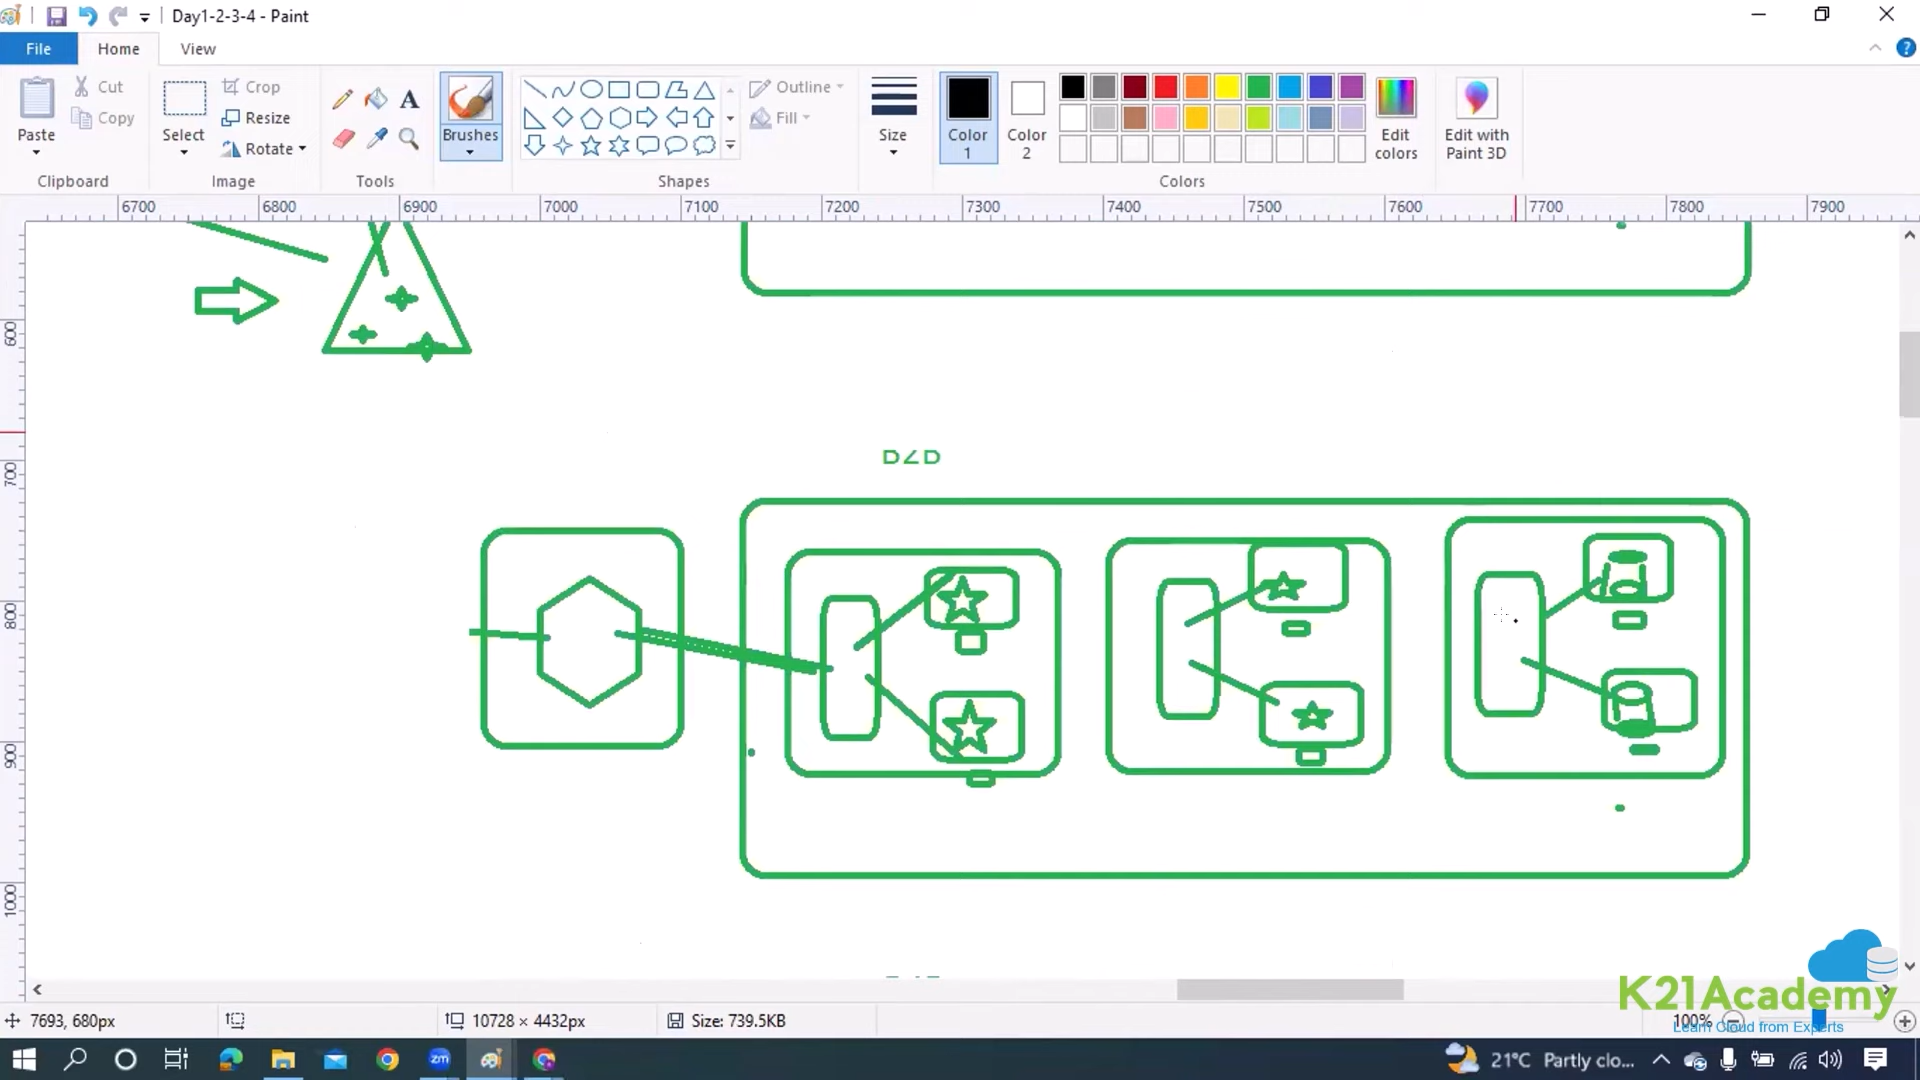 Day1-2-3-4 - Paint
File Home View
Paste
Cut
Copy
Clipboard
Select
Crop
Resize
Rotate
Image
A
Tools
Brushes
Shapes
Outline
Fill
Size
Color 1
Color 2
Edit colors
Edit with Paint 3D
Colors
6700 6800 6900 7000 7100 7200 7300 7400 7500 7600 7700 7800 7900
600
700
800
900
1000
K21Academy
Learn Cloud from Experts
7693, 680px
10728 × 4432px
Size: 739.5KB
100%
zm
21°C Partly clo...